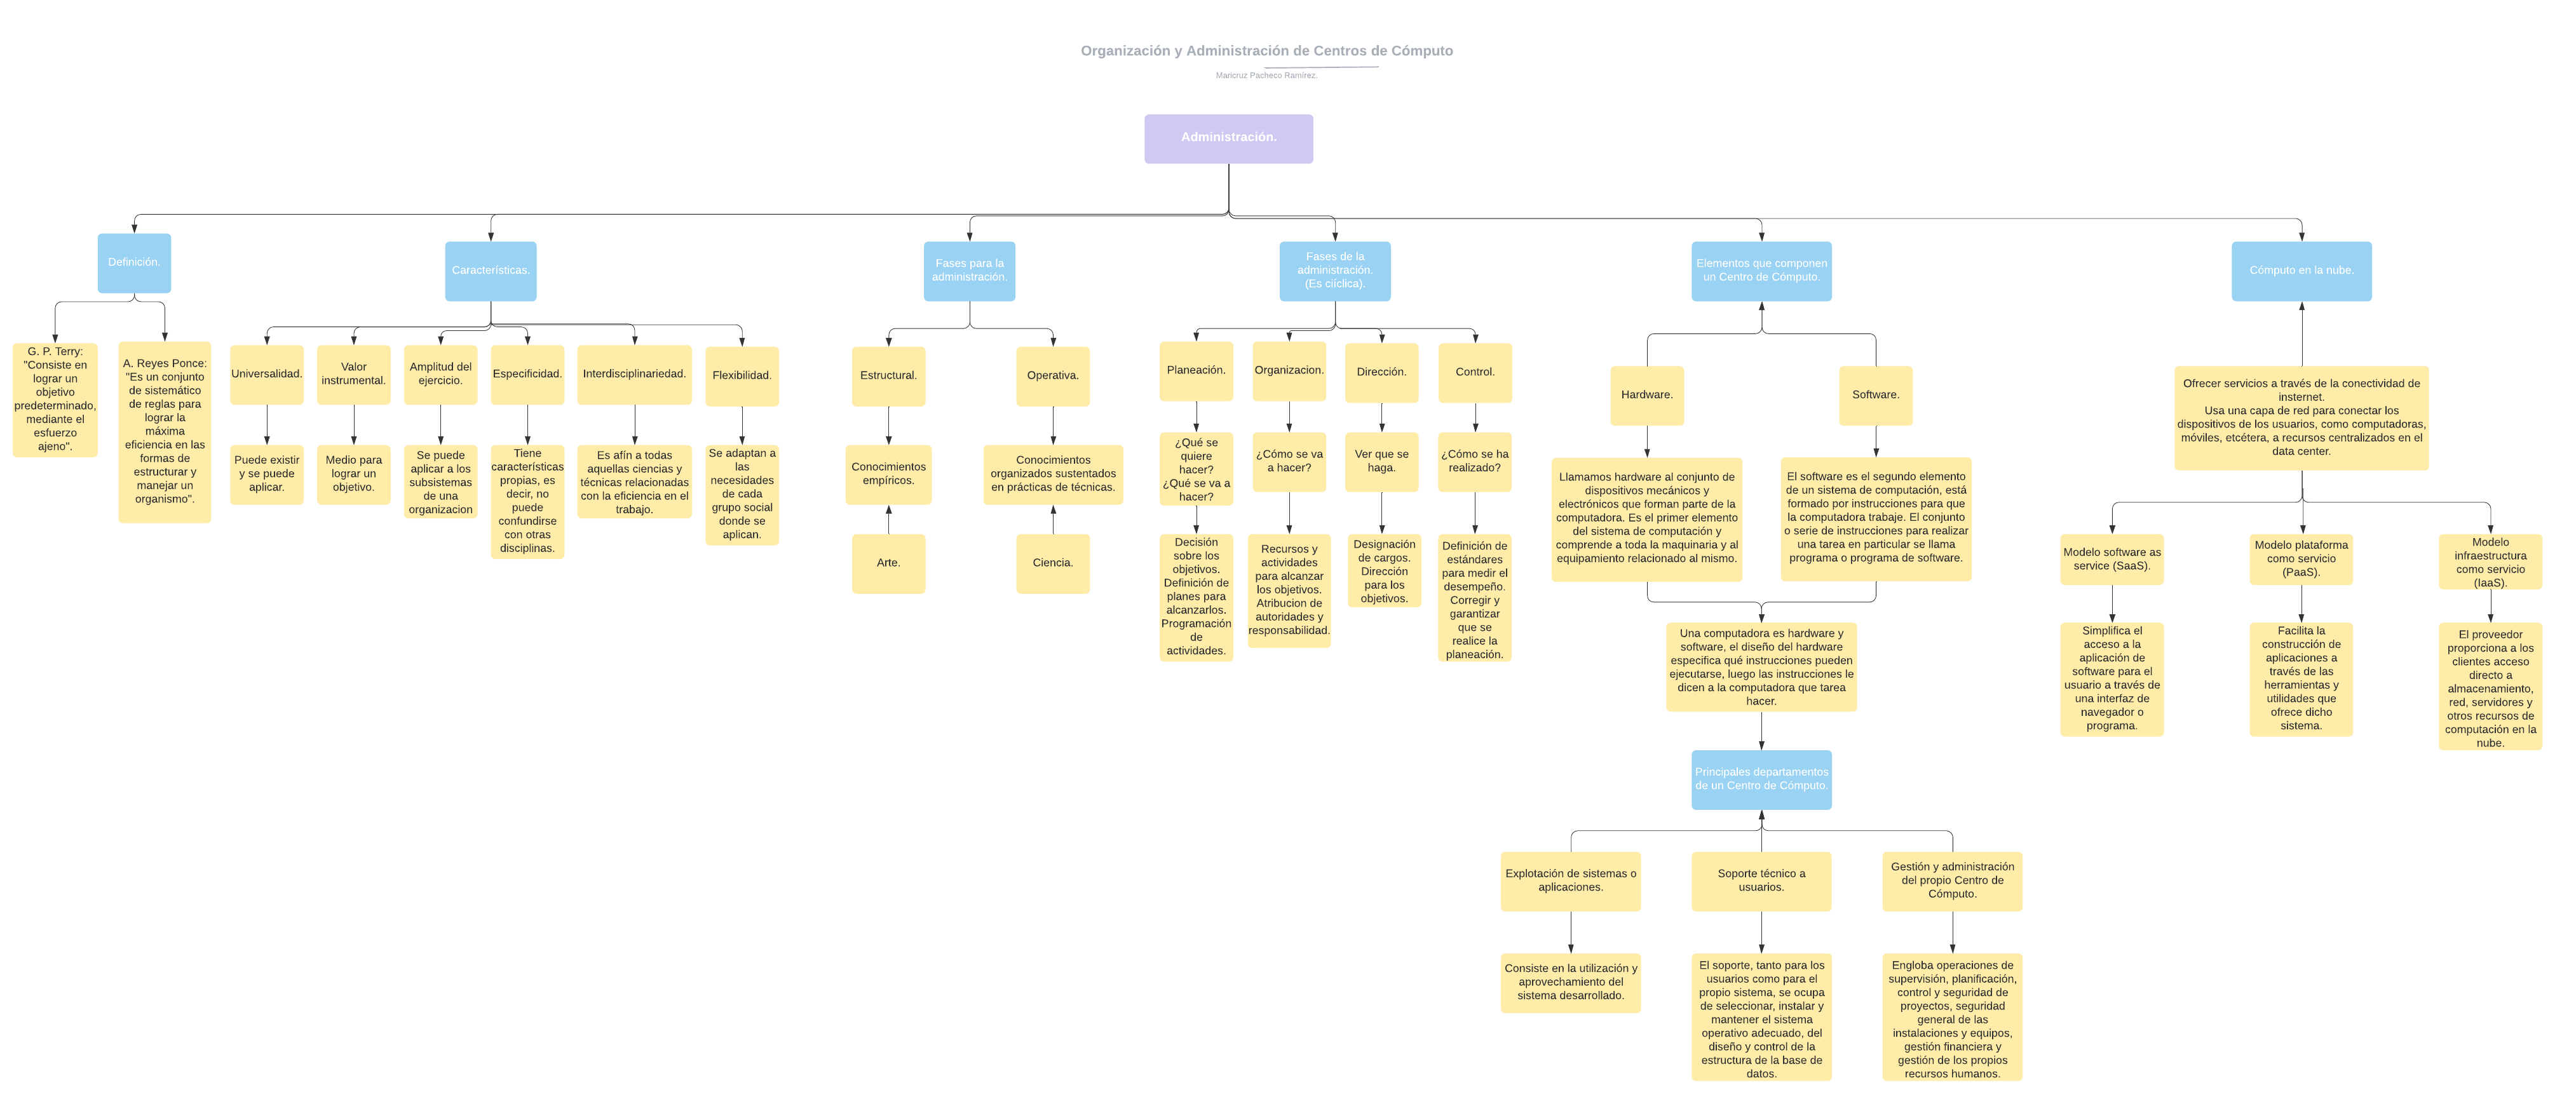 Organización y Administración de Centros de Cómputo
Maricruz Pacheco Ramírez.
Administración.
Definición.
G. P. Terry:
"Consiste en
lograr un
objetivo
predeterminado,
mediante el
esfuerzo
ajeno".
A. Reyes Ponce:
"Es un conjunto
de sistemático
de reglas para
lograr la
máxima
eficiencia en las
formas de
estructurar y
manejar un
organismo".
Características.
Universalidad.
Puede existir
y se puede
aplicar.
Valor
instrumental.
Medio para
lograr un
objetivo.
Amplitud del
ejercicio.
Se puede
aplicar a los
subsistemas
de una
organizacion
Especificidad.
Tiene
características
propias, es
decir, no
puede
confundirse
con otras
disciplinas.
Interdisciplinariedad.
Es afín a todas
aquellas ciencias y
técnicas relacionadas
con la eficiencia en el
trabajo.
Flexibilidad.
Se adaptan a
las
necesidades
de cada
grupo social
donde se
aplican.
Fases para la
administración.
Estructural.
Conocimientos
empíricos.
Arte.
Operativa.
Conocimientos
organizados sustentados
en prácticas de técnicas.
Ciencia.
Fases de la
administración.
(Es ciíclica).
Planeación.
¿Qué se
quiere
hacer?
¿Qué se va a
hacer?
Decisión
sobre los
objetivos.
Definición de
planes para
alcanzarlos.
Programación
de
actividades.
Organizacion.
¿Cómo se va
a hacer?
Recursos y
actividades
para alcanzar
los objetivos.
Atribucion de
autoridades y
responsabilidad.
Dirección.
Ver que se
haga.
Designación
de cargos.
Dirección
para los
objetivos.
Control.
¿Cómo se ha
realizado?
Definición de
estándares
para medir el
desempeño.
Corregir y
garantizar
que se
realice la
planeación.
Elementos que componen
un Centro de Cómputo.
Hardware.
Llamamos hardware al conjunto de
dispositivos mecánicos y
electrónicos que forman parte de la
computadora. Es el primer elemento
del sistema de computación y
comprende a toda la maquinaria y al
equipamiento relacionado al mismo.
Software.
El software es el segundo elemento
de un sistema de computación, está
formado por instrucciones para que
la computadora trabaje. El conjunto
o serie de instrucciones para realizar
una tarea en particular se llama
programa o programa de software.
Una computadora es hardware y
software, el diseño del hardware
especifica qué instrucciones pueden
ejecutarse, luego las instrucciones le
dicen a la computadora que tarea
hacer.
Principales departamentos
de un Centro de Cómputo.
Explotación de sistemas o
aplicaciones.
Consiste en la utilización y
aprovechamiento del
sistema desarrollado.
Soporte técnico a
usuarios.
El soporte, tanto para los
usuarios como para el
propio sistema, se ocupa
de seleccionar, instalar y
mantener el sistema
operativo adecuado, del
diseño y control de la
estructura de la base de
datos.
Gestión y administración
del propio Centro de
Cómputo.
Engloba operaciones de
supervisión, planificación,
control y seguridad de
proyectos, seguridad
general de las
instalaciones y equipos,
gestión financiera y
gestión de los propios
recursos humanos.
Cómputo en la nube.
Ofrecer servicios a través de la conectividad de
insternet.
Usa una capa de red para conectar los
dispositivos de los usuarios, como computadoras,
móviles, etcétera, a recursos centralizados en el
data center.
Modelo software as
service (SaaS).
Simplifica el
acceso a la
aplicación de
software para el
usuario a través de
una interfaz de
navegador o
programa.
Modelo plataforma
como servicio
(PaaS).
Facilita la
construcción de
aplicaciones a
través de las
herramientas y
utilidades que
ofrece dicho
sistema.
Modelo
infraestructura
como servicio
(IaaS).
El proveedor
proporciona a los
clientes acceso
directo a
almacenamiento,
red, servidores y
otros recursos de
computación en la
nube.